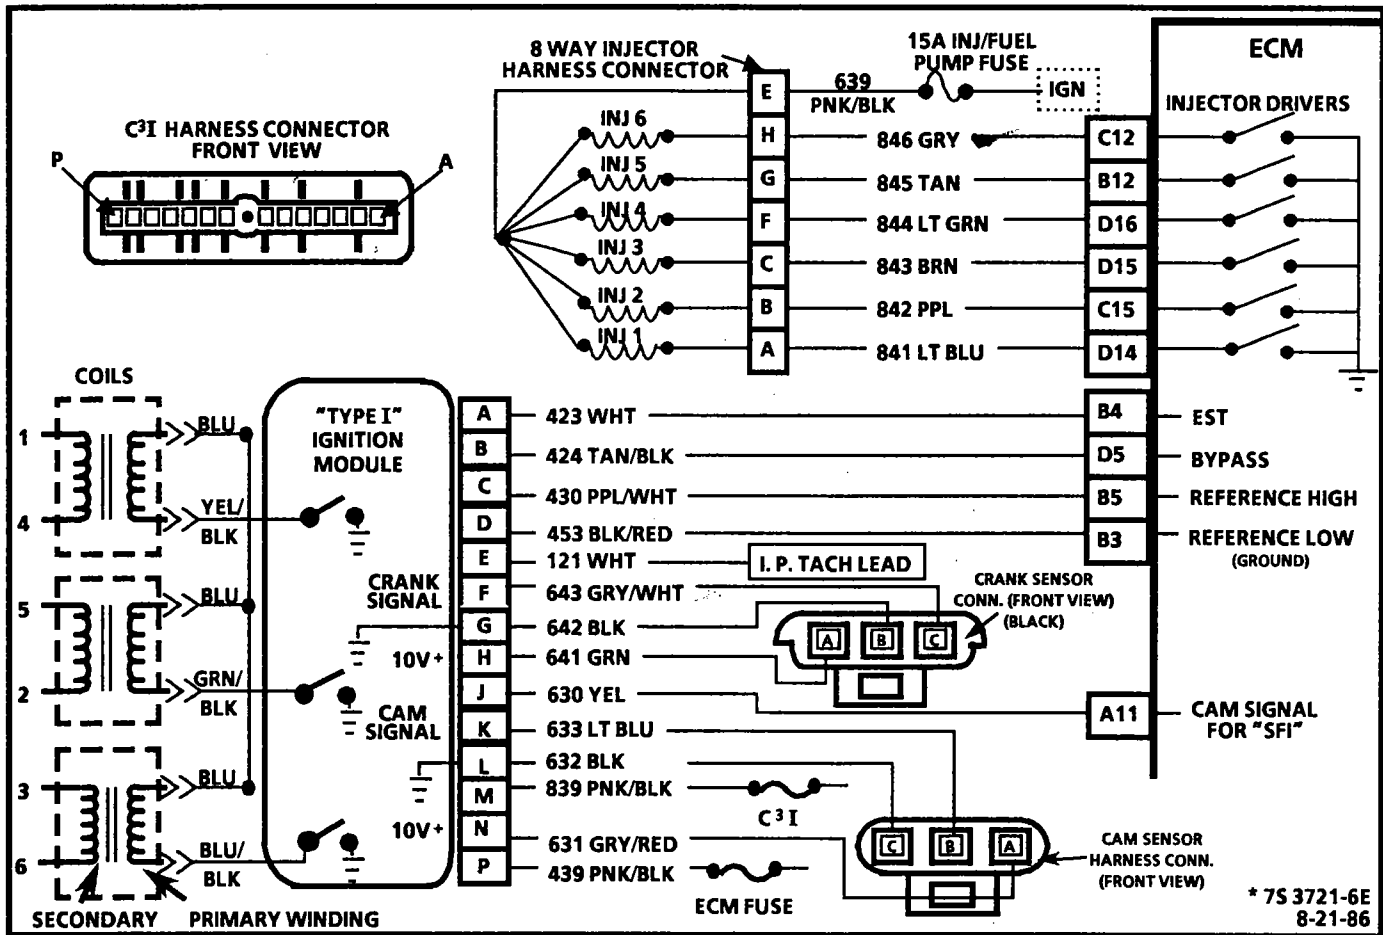 8 WAY INJECTOR
HARNESS CONNECTOR
15A INJ/FUEL
PUMP FUSE
ECM
E
639
PNK/BLK
IGN
INJECTOR DRIVERS
C³I HARNESS CONNECTOR
FRONT VIEW
P
A
INJ 6
H
846 GRY
C12
INJ 5
G
845 TAN
B12
INJ 4
F
844 LT GRN
D16
INJ 3
C
843 BRN
D15
INJ 2
B
842 PPL
C15
INJ 1
A
841 LT BLU
D14
COILS
1
BLU
4
YEL/
BLK
5
BLU
2
GRN/
BLK
3
BLU
6
BLU/
BLK
SECONDARY
PRIMARY WINDING
"TYPE I"
IGNITION
MODULE
CRANK
SIGNAL
10V+
CAM
SIGNAL
10V+
A
423 WHT
B4
EST
B
424 TAN/BLK
D5
BYPASS
C
430 PPL/WHT
B5
REFERENCE HIGH
D
453 BLK/RED
B3
REFERENCE LOW
(GROUND)
E
121 WHT
I. P. TACH LEAD
F
643 GRY/WHT
CRANK SENSOR
CONN. (FRONT VIEW)
(BLACK)
G
642 BLK
A
B
C
H
641 GRN
J
630 YEL
A11
CAM SIGNAL
FOR "SFI"
K
633 LT BLU
L
632 BLK
M
839 PNK/BLK
C³I
N
631 GRY/RED
C
B
A
CAM SENSOR
HARNESS CONN.
(FRONT VIEW)
P
439 PNK/BLK
ECM FUSE
* 7S 3721-6E
8-21-86